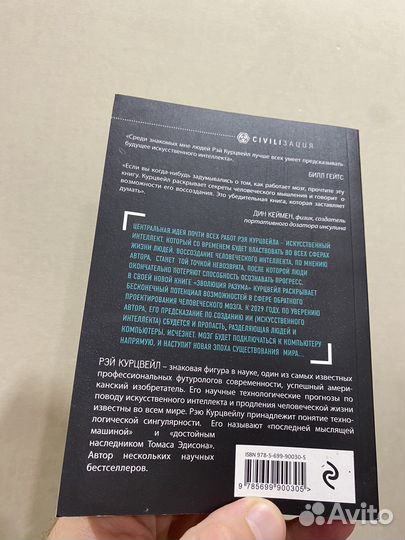 CIVILIЗАЦИЯ
«Среди знакомых мне людей Рэй Курцвейл лучше всех умеет предсказывать
будущее искусственного интеллекта».
БИЛЛ ГЕЙТС
«Если вы когда-нибудь задумывались о том, как работает мозг, прочтите эту
книгу. Курцвейл раскрывает секреты человеческого мышления и говорит о
возможности его воссоздания. Это удивительная книга, которая заставляет
думать».
ДИН КЕЙМЕН, физик, создатель
портативного дозатора инсулина
ЦЕНТРАЛЬНАЯ ИДЕЯ ПОЧТИ ВСЕХ РАБОТ РЭЯ КУРЦВЕЙЛА – ИСКУССТВЕННЫЙ
ИНТЕЛЛЕКТ, КОТОРЫЙ СО ВРЕМЕНЕМ БУДЕТ ВЛАСТВОВАТЬ ВО ВСЕХ СФЕРАХ
ЖИЗНИ ЛЮДЕЙ. ВОССОЗДАНИЕ ЧЕЛОВЕЧЕСКОГО ИНТЕЛЛЕКТА, ПО МНЕНИЮ
АВТОРА, СТАНЕТ ТОЙ ТОЧКОЙ НЕВОЗВРАТА, ПОСЛЕ КОТОРОЙ ЛЮДИ
ОКОНЧАТЕЛЬНО ПОТЕРЯЮТ СПОСОБНОСТЬ ОСОЗНАТЬ ПРОГРЕСС.
В СВОЕЙ НОВОЙ КНИГЕ «ЭВОЛЮЦИЯ РАЗУМА» КУРЦВЕЙЛ РАСКРЫВАЕТ
БЕСКОНЕЧНЫЙ ПОТЕНЦИАЛ ВОЗМОЖНОСТЕЙ В СФЕРЕ ОБРАТНОГО
ПРОЕКТИРОВАНИЯ ЧЕЛОВЕЧЕСКОГО МОЗГА. К 2029 ГОДУ, ПО УВЕРЕНИЮ
АВТОРА, ЕГО ПРЕДСКАЗАНИЕ ПО СОЗДАНИЮ ИИ (ИСКУССТВЕННОГО
ИНТЕЛЛЕКТА) СБУДЕТСЯ И ПРОПАСТЬ, РАЗДЕЛЯЮЩАЯ ЛЮДЕЙ И
КОМПЬЮТЕРЫ, ИСЧЕЗНЕТ. МОЗГ БУДЕТ ПОДКЛЮЧАТЬСЯ К КОМПЬЮТЕРУ
НАПРЯМУЮ, И НАСТУПИТ НОВАЯ ЭПОХА СУЩЕСТВОВАНИЯ МИРА...
РЭЙ КУРЦВЕЙЛ – знаковая фигура в науке, один из самых известных
профессиональных футурологов современности, успешный амери-
канский изобретатель. Его научные технологические прогнозы по
поводу искусственного интеллекта и продления человеческой жизни
известны во всем мире. Рэю Курцвейлу принадлежит понятие техно-
логической сингулярности. Его называют «последней мыслящей
машиной» и «достойным
наследником Томаса Эдисона».
Автор нескольких научных
бестселлеров.
ISBN 978-5-699-90030-5
9 785699 900305 >
Avito